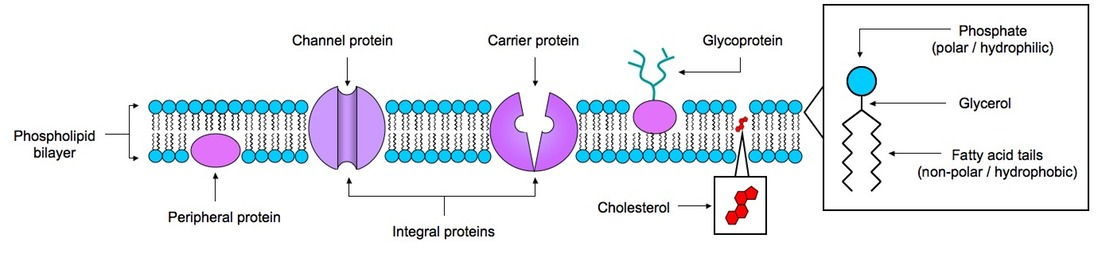 Channel protein
Carrier protein
Glycoprotein
Phospholipid
bilayer
Peripheral protein
Integral proteins
Cholesterol
Phosphate
(polar / hydrophilic)
Glycerol
Fatty acid tails
(non-polar / hydrophobic)